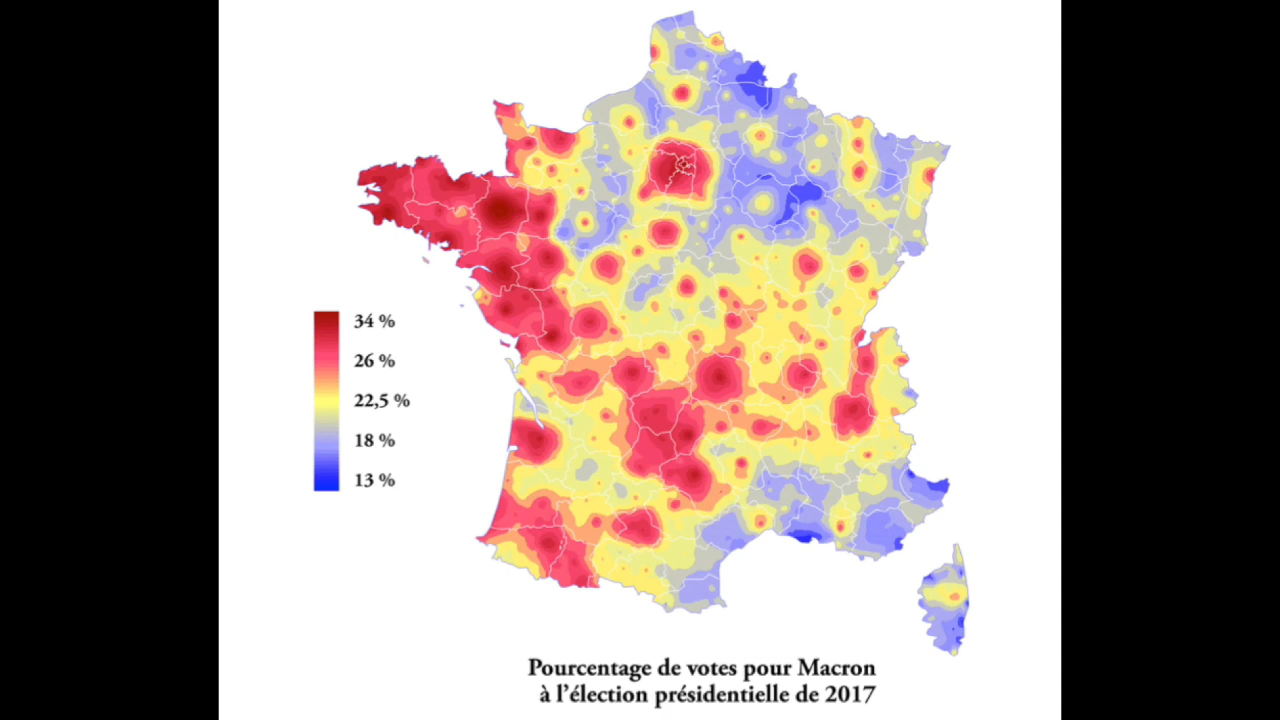 34 %
26 %
22,5 %
18 %
13 %
Pourcentage de votes pour Macron
à l'élection présidentielle de 2017